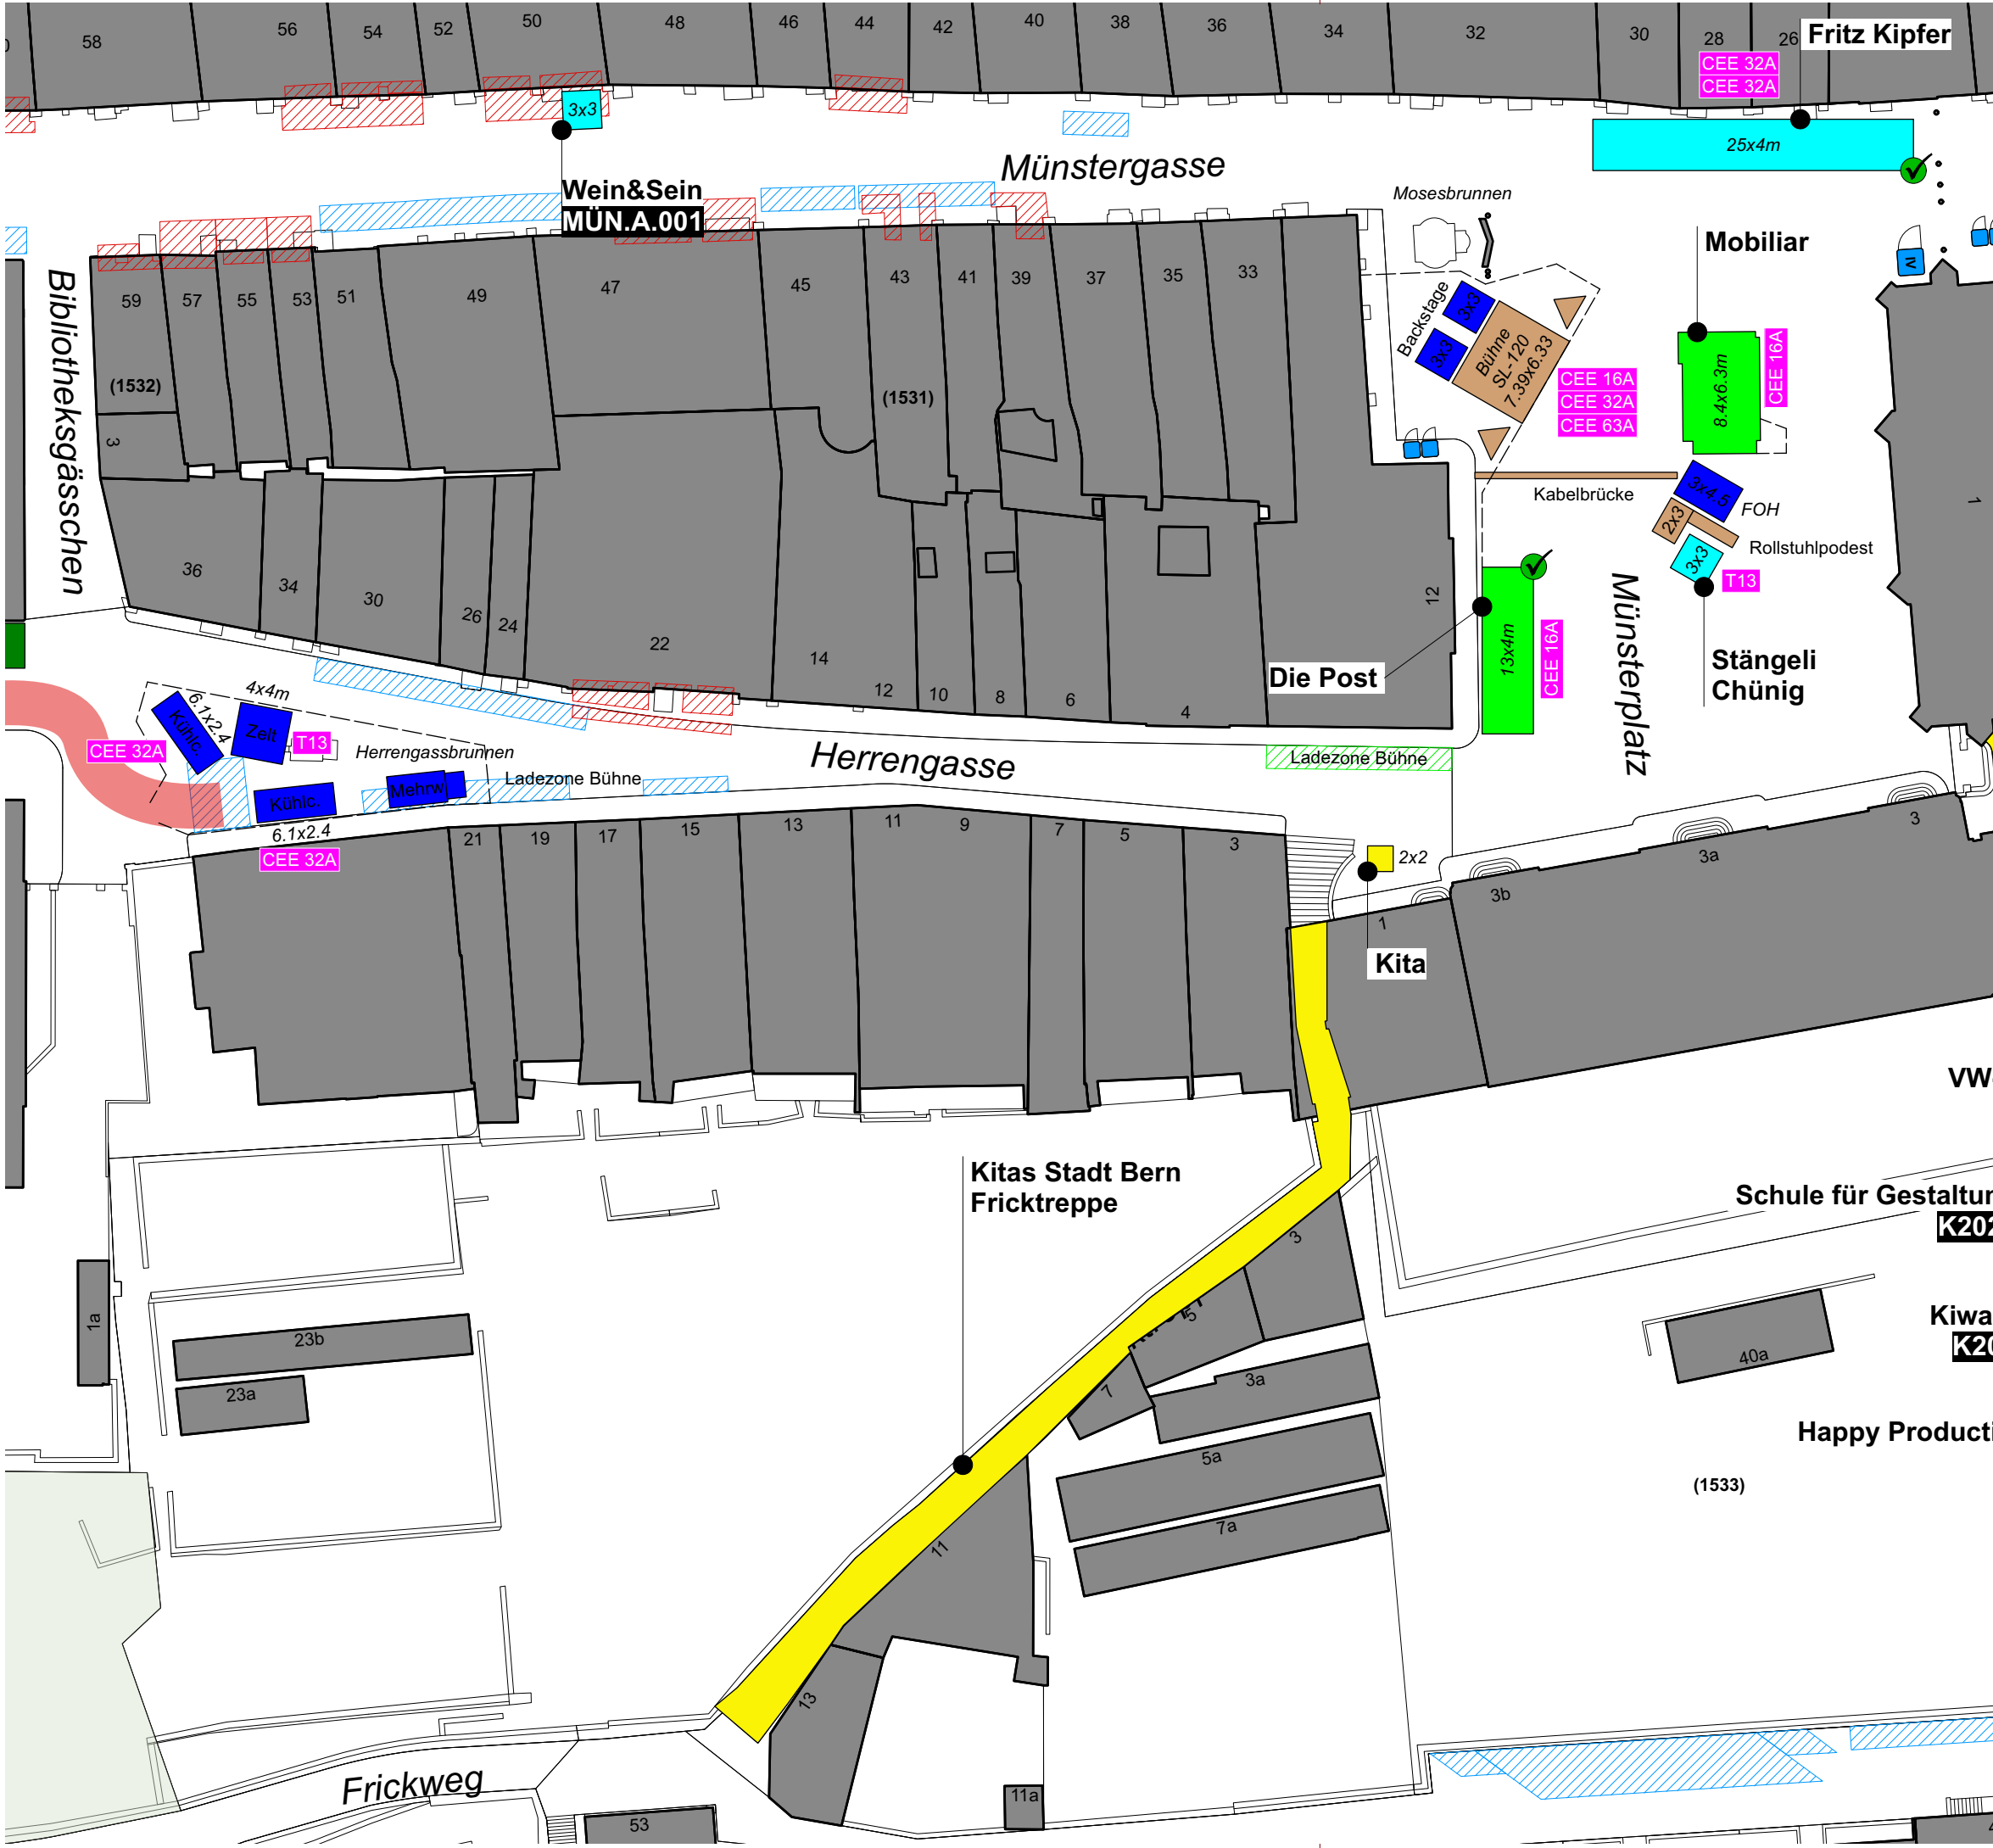 58
56
54
52
50
48
46
44
42
40
38
36
34
32
30
28
26
Fritz Kipfer
CEE 32A
CEE 32A
3x3
25x4m
Münstergasse
Wein&Sein
MÜN.A.001
Mosesbrunnen
Mobiliar
IV
Bibliotheksgässchen
59
57
55
53
51
49
47
45
43
41
39
37
35
33
(1532)
(1531)
3
Backstage
3x3
3x3
Bühne
SL-120
7.39x6.33
CEE 16A
CEE 32A
CEE 63A
8.4x6.3m
CEE 16A
1
Kabelbrücke
3x4.5
FOH
2x3
Rollstuhlpodest
3x3
T13
36
34
30
26
24
22
14
12
10
8
6
4
12
13x4m
CEE 16A
Die Post
Münsterplatz
Stängeli
Chünig
4x4m
6.1x2.4
Kühlc.
Zelt
T13
CEE 32A
Herrengassbrunnen
Herrengasse
Ladezone Bühne
Ladezone Bühne
Mehrw
Kühlc.
6.1x2.4
CEE 32A
21
19
17
15
13
11
9
7
5
3
2x2
3
3a
3b
1
Kita
VW
Kitas Stadt Bern
Fricktreppe
Schule für Gestaltun
K202
3
5
1a
23b
23a
7
3a
40a
Kiwa
K20
5a
7a
Happy Producti
(1533)
11
13
Frickweg
11a
53